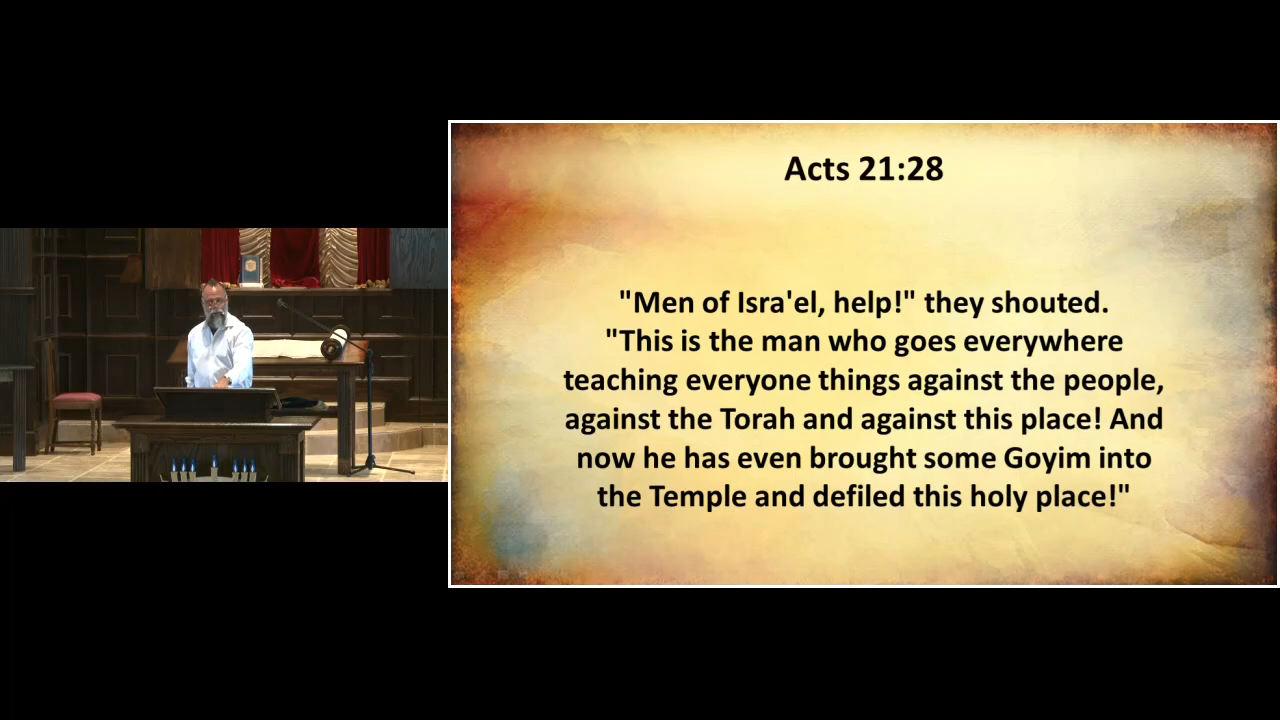 Acts 21:28
"Men of Isra'el, help!" they shouted.
"This is the man who goes everywhere
teaching everyone things against the people,
against the Torah and against this place! And
now he has even brought some Goyim into
the Temple and defiled this holy place!"